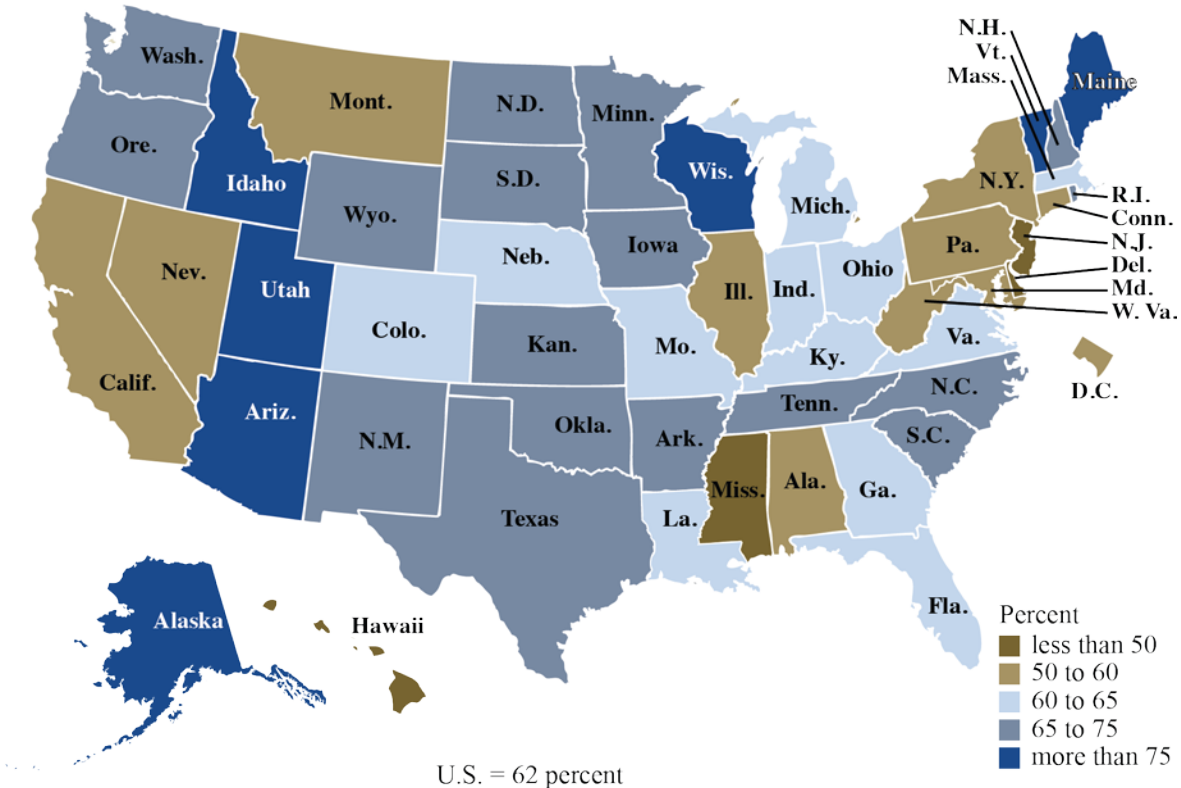 Wash.
Mont.
N.D.
Minn.
N.H.
Vt.
Mass.
Maine
Ore.
Idaho
S.D.
Wis.
Wyo.
Mich.
N.Y.
R.I.
Conn.
N.J.
Del.
Md.
W. Va.
Iowa
Neb.
Pa.
Nev.
Utah
Colo.
Ill.
Ind.
Ohio
Kan.
Mo.
Ky.
Va.
Calif.
D.C.
Ariz.
N.M.
Okla.
Ark.
Tenn.
N.C.
S.C.
Miss.
Ala.
Ga.
Texas
La.
Fla.
Alaska
Hawaii
Percent
less than 50
50 to 60
60 to 65
65 to 75
more than 75
U.S. = 62 percent